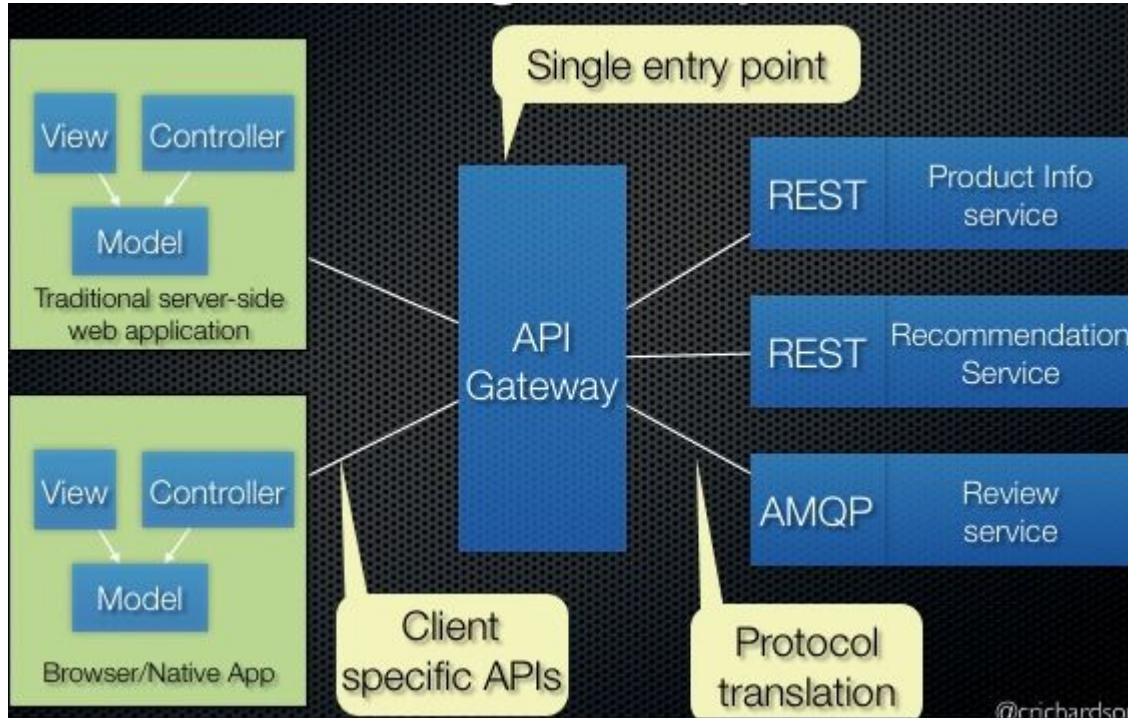 Single entry point
View
Controller
Model
Traditional server-side
web application
View
Controller
Model
Browser/Native App
API
Gateway
Client
specific APIs
Protocol
translation
REST
Product Info
service
REST
Recommendation
Service
AMQP
Review
service
@crichardson